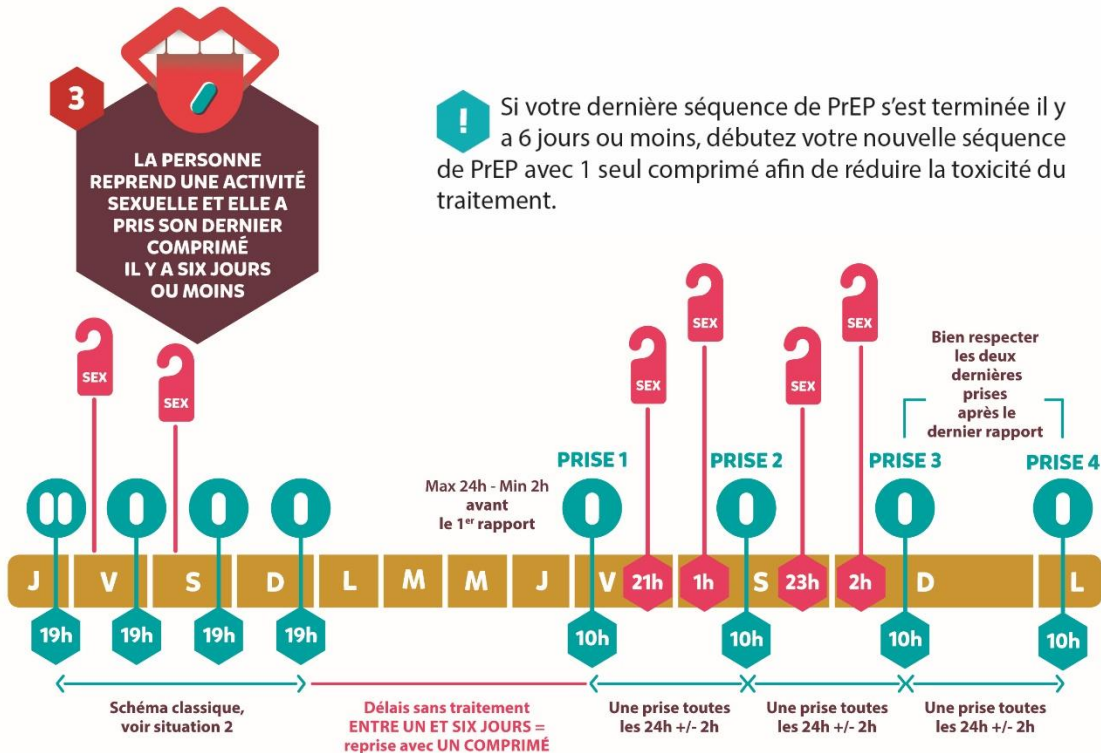 3
LA PERSONNE
REPREND UNE ACTIVITÉ
SEXUELLE ET ELLE A
PRIS SON DERNIER
COMPRIMÉ
IL Y A SIX JOURS
OU MOINS
! Si votre dernière séquence de PrEP s'est terminée il y
a 6 jours ou moins, débutez votre nouvelle séquence
de PrEP avec 1 seul comprimé afin de réduire la toxicité du
traitement.
SEX
SEX
SEX
SEX
SEX
SEX
Bien respecter
les deux
dernières
prises
après le
dernier rapport
Max 24h - Min 2h
avant
le 1er rapport
PRISE 1
PRISE 2
PRISE 3
PRISE 4
J V S D L M M J V 21h 1h S 23h 2h D L
19h 19h 19h 19h 10h 10h 10h 10h
Schéma classique,
voir situation 2
Délais sans traitement
ENTRE UN ET SIX JOURS =
reprise avec UN COMPRIMÉ
Une prise toutes
les 24h +/- 2h
Une prise toutes
les 24h +/- 2h
Une prise toutes
les 24h +/- 2h